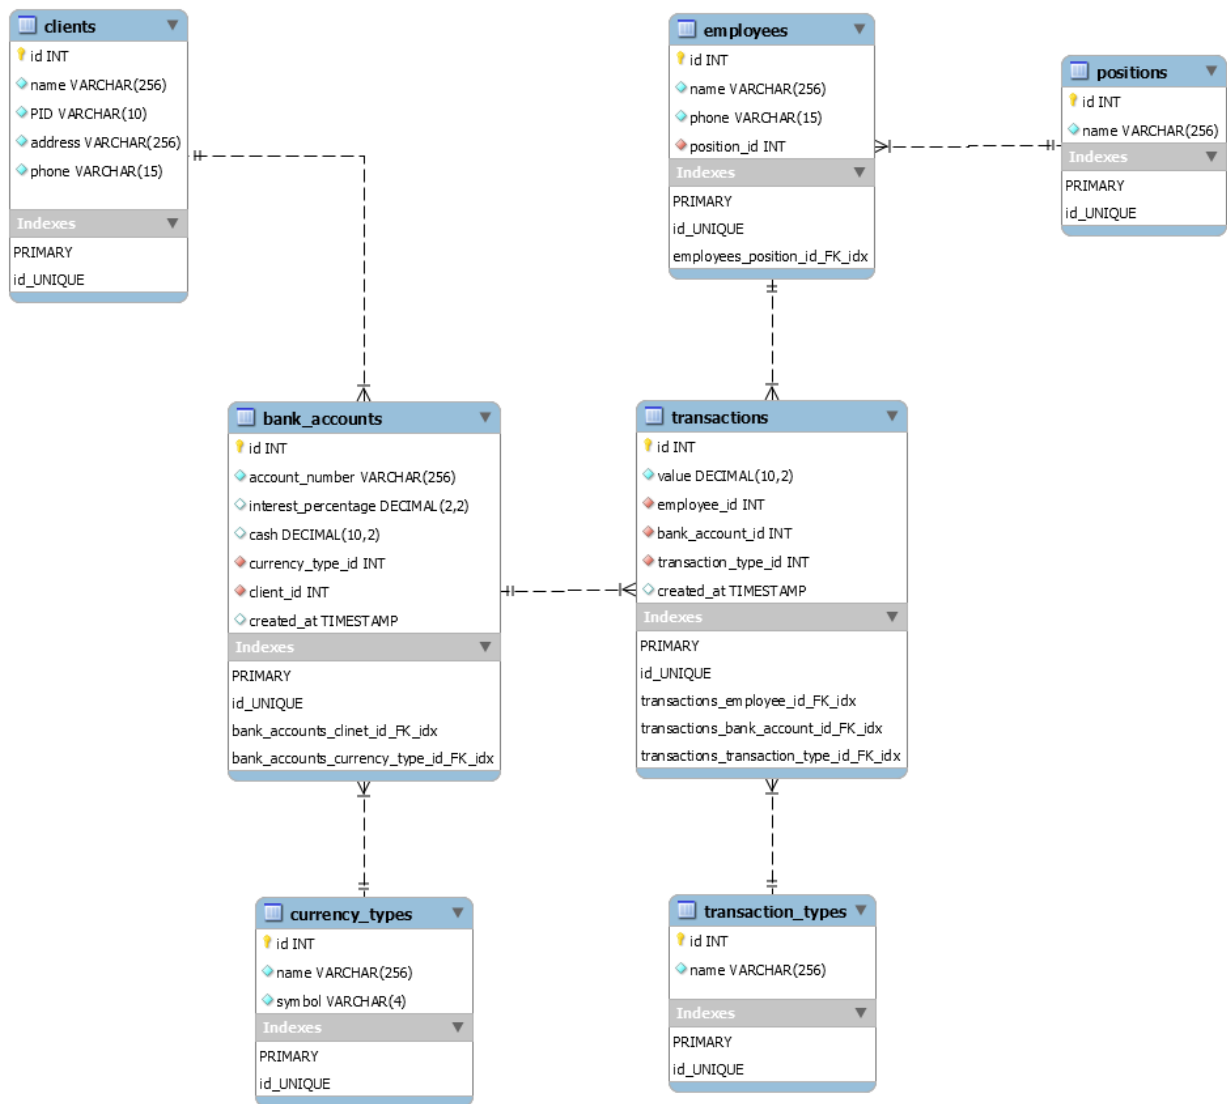 clients
id INT
name VARCHAR(256)
PID VARCHAR(10)
address VARCHAR(256)
phone VARCHAR(15)
Indexes
PRIMARY
id_UNIQUE
employees
id INT
name VARCHAR(256)
phone VARCHAR(15)
position_id INT
Indexes
PRIMARY
id_UNIQUE
employees_position_id_FK_idx
positions
id INT
name VARCHAR(256)
Indexes
PRIMARY
id_UNIQUE
bank_accounts
id INT
account_number VARCHAR(256)
interest_percentage DECIMAL(2,2)
cash DECIMAL(10,2)
currency_type_id INT
client_id INT
created_at TIMESTAMP
Indexes
PRIMARY
id_UNIQUE
bank_accounts_clinet_id_FK_idx
bank_accounts_currency_type_id_FK_idx
transactions
id INT
value DECIMAL(10,2)
employee_id INT
bank_account_id INT
transaction_type_id INT
created_at TIMESTAMP
Indexes
PRIMARY
id_UNIQUE
transactions_employee_id_FK_idx
transactions_bank_account_id_FK_idx
transactions_transaction_type_id_FK_idx
currency_types
id INT
name VARCHAR(256)
symbol VARCHAR(4)
Indexes
PRIMARY
id_UNIQUE
transaction_types
id INT
name VARCHAR(256)
Indexes
PRIMARY
id_UNIQUE